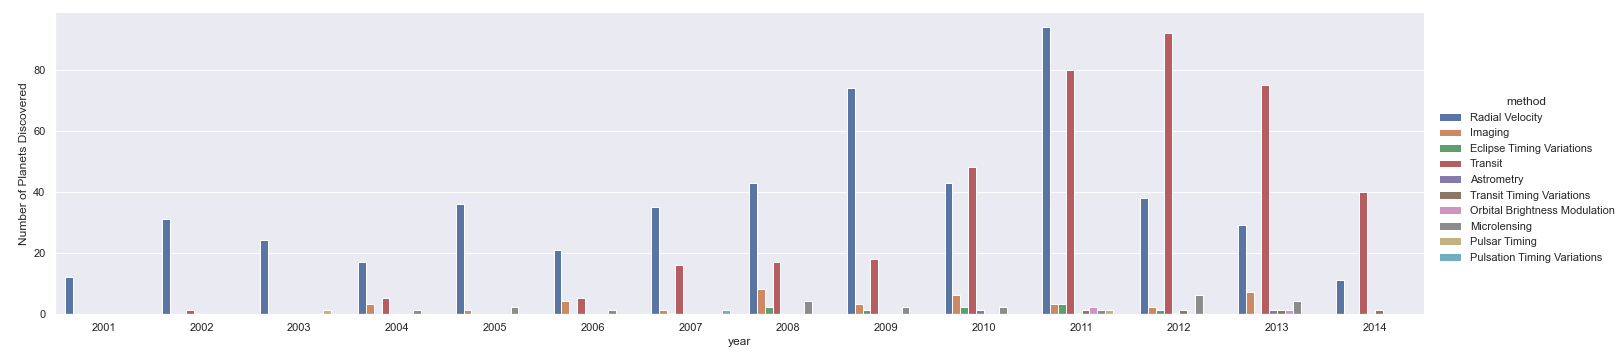 Number of Planets Discovered
80
60
40
20
0
2001 2002 2003 2004 2005 2006 2007 2008 2009 2010 2011 2012 2013 2014
year
method
Radial Velocity
Imaging
Eclipse Timing Variations
Transit
Astrometry
Transit Timing Variations
Orbital Brightness Modulation
Microlensing
Pulsar Timing
Pulsation Timing Variations